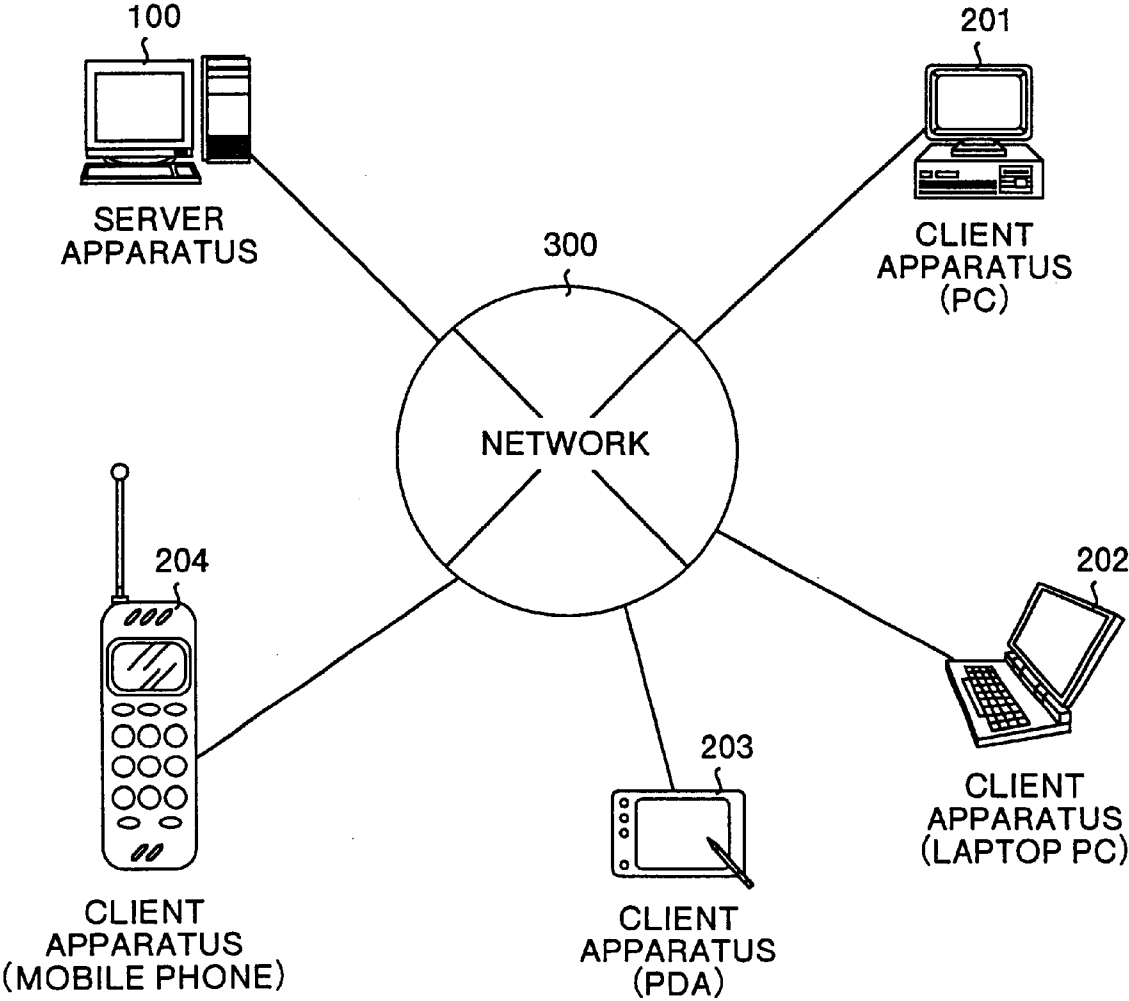 100
SERVER
APPARATUS
201
CLIENT
APPARATUS
(PC)
300
NETWORK
204
CLIENT
APPARATUS
(MOBILE PHONE)
203
CLIENT
APPARATUS
(PDA)
202
CLIENT
APPARATUS
(LAPTOP PC)